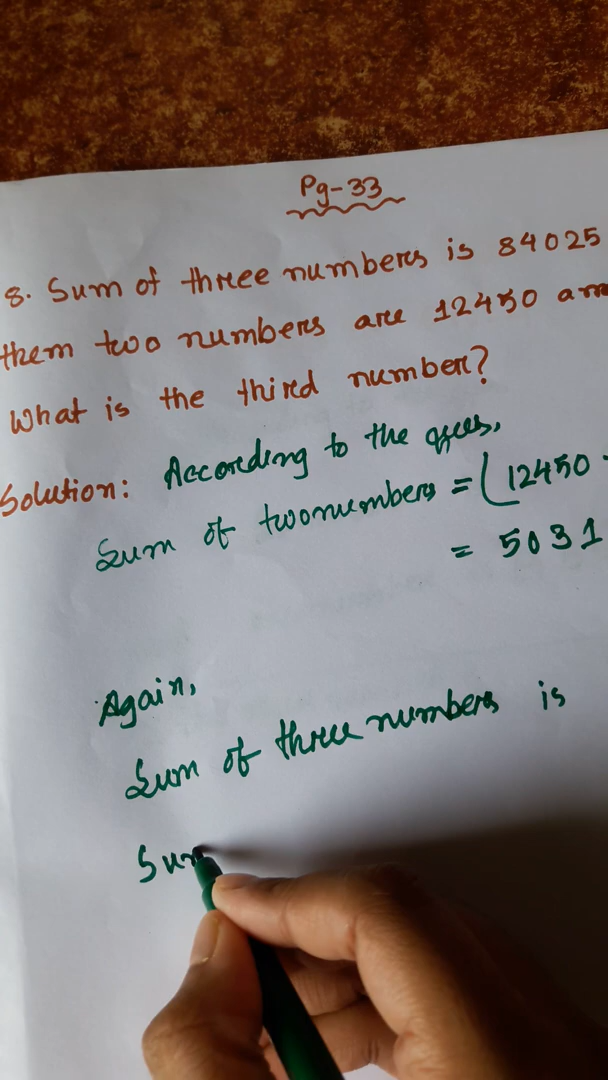 Pg-33
8. Sum of three numbers is 84025
them two numbers are 12450
What is the third number?
Solution: According to the ques,
Sum of two numbers = (12450
= 5031
Again,
Sum of three numbers is
Sum